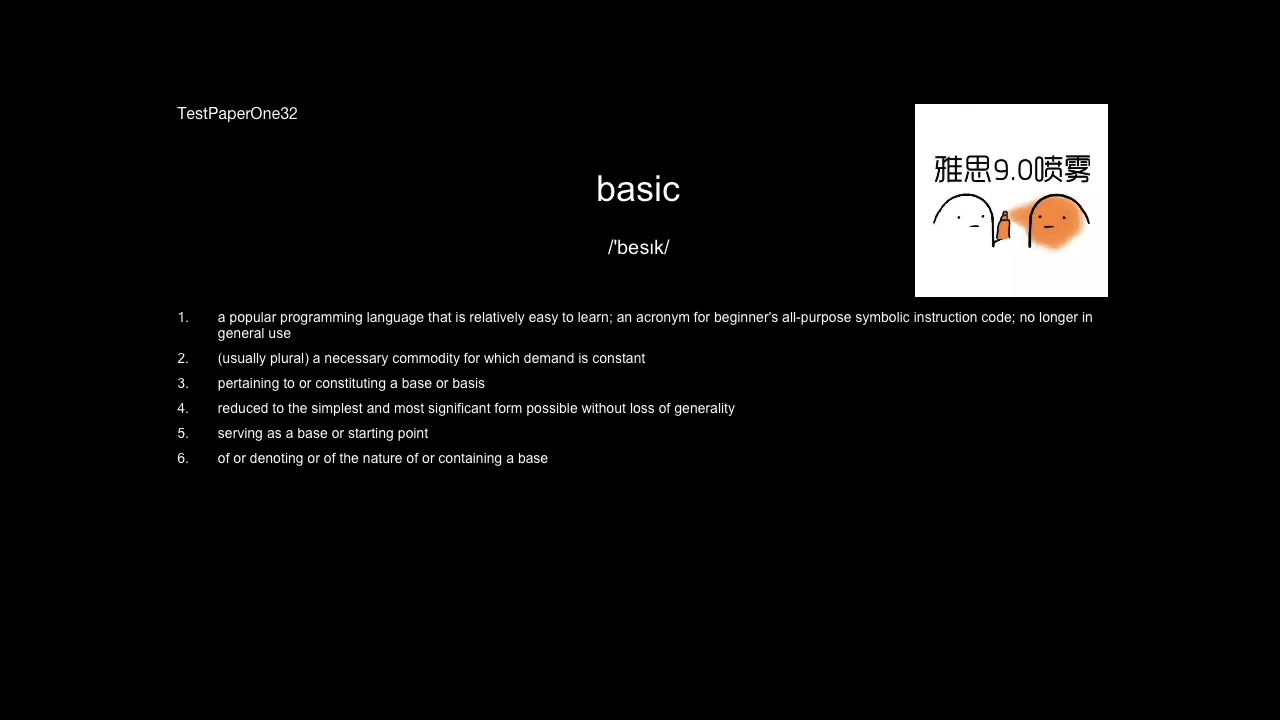 TestPaperOne32
雅思9.0喷雾
basic
/'besɪk/
1. a popular programming language that is relatively easy to learn; an acronym for beginner's all-purpose symbolic instruction code; no longer in
general use
2. (usually plural) a necessary commodity for which demand is constant
3. pertaining to or constituting a base or basis
4. reduced to the simplest and most significant form possible without loss of generality
5. serving as a base or starting point
6. of or denoting or of the nature of or containing a base